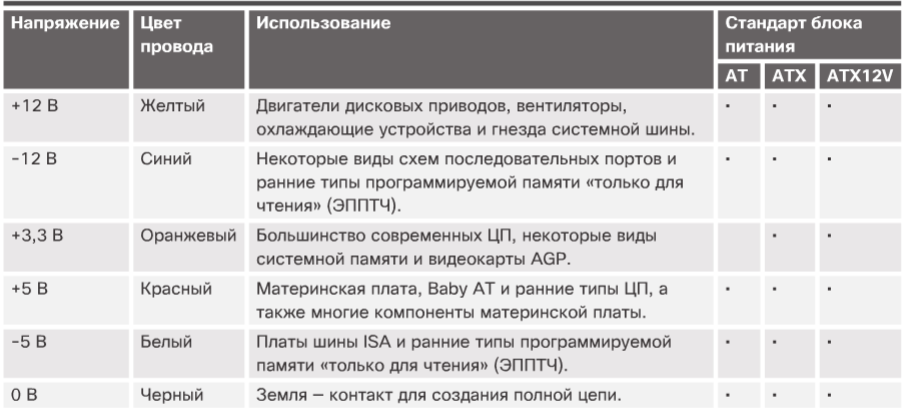 Напряжение Цвет провода Использование Стандарт блока питания
AT ATX ATX12V
+12 В Желтый Двигатели дисковых приводов, вентиляторы,
охлаждающие устройства и гнезда системной шины. · · ·
-12 В Синий Некоторые виды схем последовательных портов и
ранние типы программируемой памяти «только для
чтения» (ЭППТЧ). · · ·
+3,3 В Оранжевый Большинство современных ЦП, некоторые виды
системной памяти и видеокарты AGP. · ·
+5 В Красный Материнская плата, Baby AT и ранние типы ЦП, а
также многие компоненты материнской платы. · · ·
-5 В Белый Платы шины ISA и ранние типы программируемой
памяти «только для чтения» (ЭППТЧ). · · ·
0 В Черный Земля – контакт для создания полной цепи. · · ·